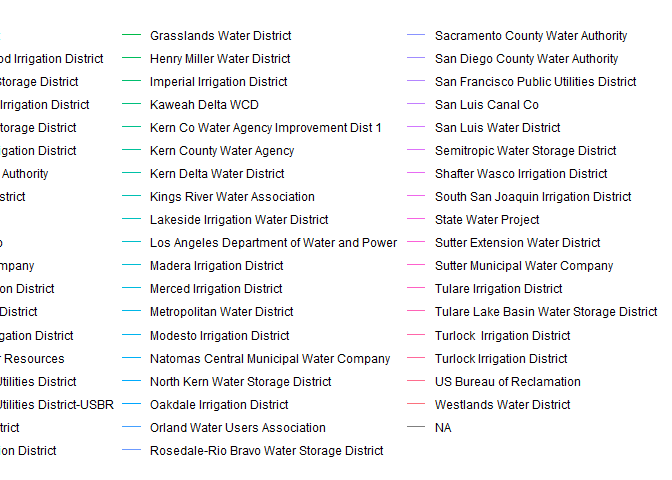 od Irrigation District
Storage District
Irrigation District
torage District
igation District
Authority
strict
o
mpany
on District
District
gation District
r Resources
Utilities District
Utilities District-USBR
trict
ion District
Grasslands Water District
Henry Miller Water District
Imperial Irrigation District
Kaweah Delta WCD
Kern Co Water Agency Improvement Dist 1
Kern County Water Agency
Kern Delta Water District
Kings River Water Association
Lakeside Irrigation Water District
Los Angeles Department of Water and Power
Madera Irrigation District
Merced Irrigation District
Metropolitan Water District
Modesto Irrigation District
Natomas Central Municipal Water Company
North Kern Water Storage District
Oakdale Irrigation District
Orland Water Users Association
Rosedale-Rio Bravo Water Storage District
Sacramento County Water Authority
San Diego County Water Authority
San Francisco Public Utilities District
San Luis Canal Co
San Luis Water District
Semitropic Water Storage District
Shafter Wasco Irrigation District
South San Joaquin Irrigation District
State Water Project
Sutter Extension Water District
Sutter Municipal Water Company
Tulare Irrigation District
Tulare Lake Basin Water Storage District
Turlock  Irrigation District
Turlock Irrigation District
US Bureau of Reclamation
Westlands Water District
NA